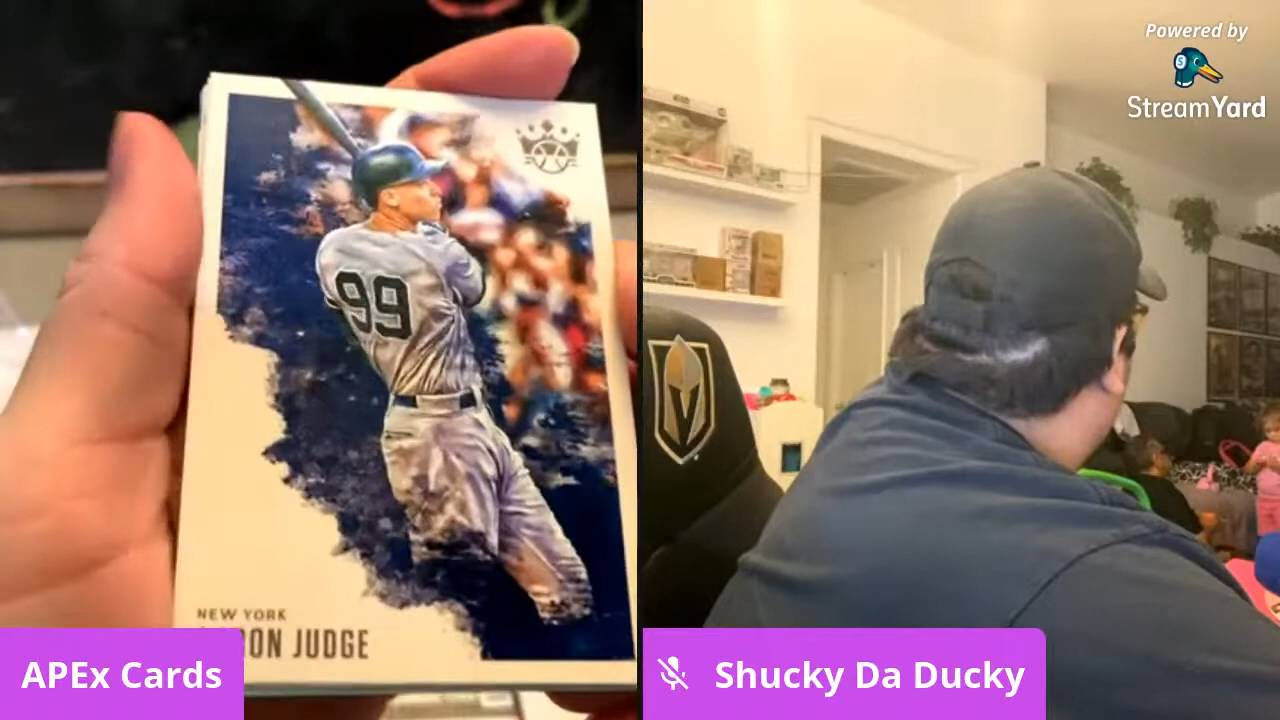 99
NEW YORK
ON JUDGE
APEx Cards
Powered by
StreamYard
Shucky Da Ducky